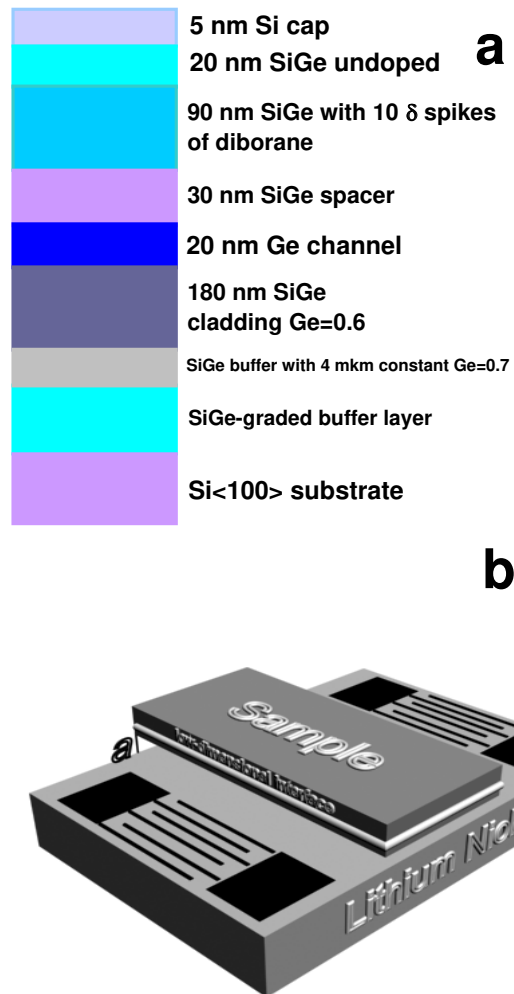 a
5 nm Si cap
20 nm SiGe undoped
90 nm SiGe with 10 δ spikes
of diborane
30 nm SiGe spacer
20 nm Ge channel
180 nm SiGe
cladding Ge=0.6
SiGe buffer with 4 mkm constant Ge=0.7
SiGe-graded buffer layer
Si<100> substrate
b
Sample
low-dimensional interface
a
Lithium Niob